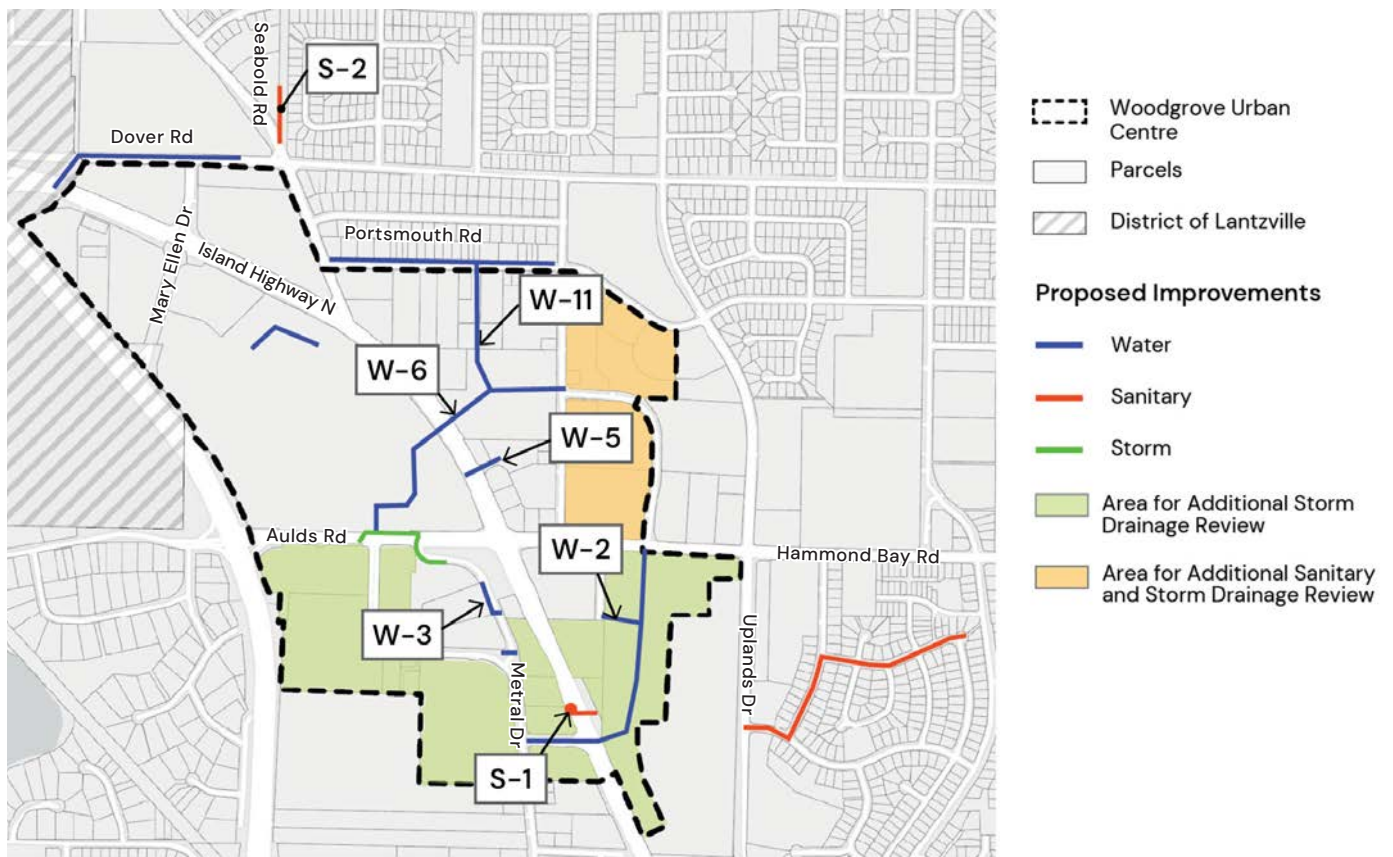 Seabold Rd
S-2
Dover Rd
Mary Ellen Dr
Island Highway N
Portsmouth Rd
W-11
W-6
W-5
Aulds Rd
W-2
Hammond Bay Rd
W-3
Metral Dr
Uplands Dr
S-1
Woodgrove Urban
Centre
Parcels
District of Lantzville
Proposed Improvements
Water
Sanitary
Storm
Area for Additional Storm
Drainage Review
Area for Additional Sanitary
and Storm Drainage Review